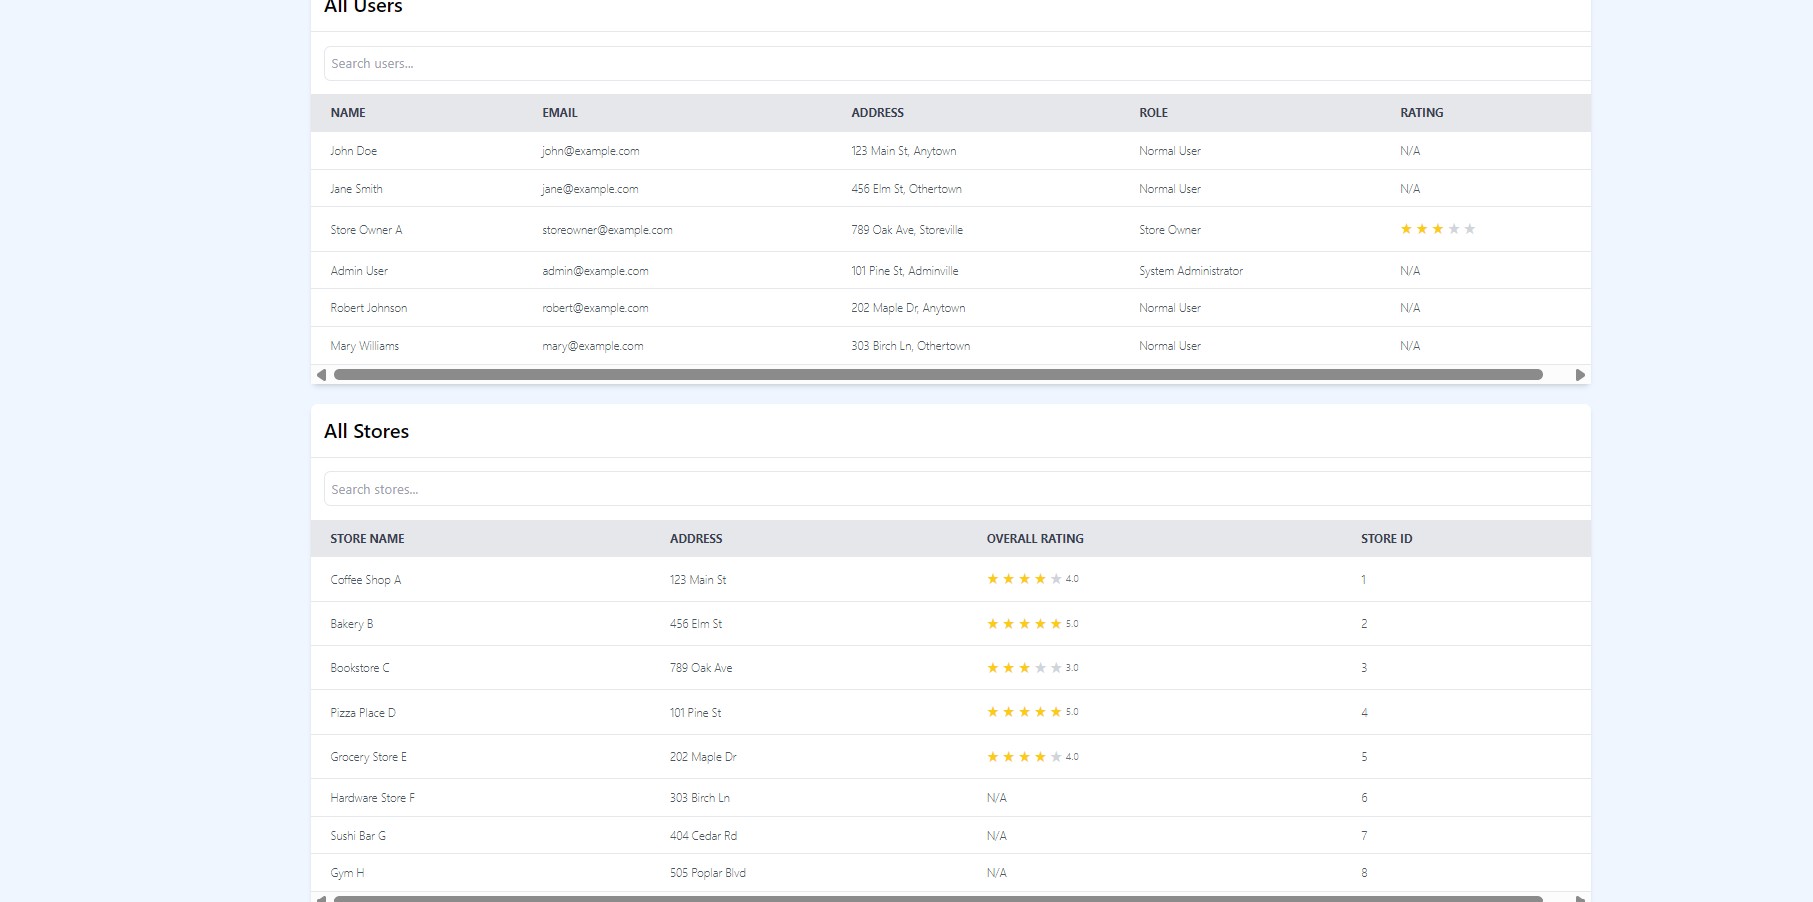 All Users
Search users...
NAME EMAIL ADDRESS ROLE RATING
John Doe john@example.com 123 Main St, Anytown Normal User N/A
Jane Smith jane@example.com 456 Elm St, Othertown Normal User N/A
Store Owner A storeowner@example.com 789 Oak Ave, Storeville Store Owner ★ ★ ★ ★ ★
Admin User admin@example.com 101 Pine St, Adminville System Administrator N/A
Robert Johnson robert@example.com 202 Maple Dr, Anytown Normal User N/A
Mary Williams mary@example.com 303 Birch Ln, Othertown Normal User N/A
All Stores
Search stores...
STORE NAME ADDRESS OVERALL RATING STORE ID
Coffee Shop A 123 Main St ★ ★ ★ ★ ★ 4.0 1
Bakery B 456 Elm St ★ ★ ★ ★ ★ 5.0 2
Bookstore C 789 Oak Ave ★ ★ ★ ★ ★ 3.0 3
Pizza Place D 101 Pine St ★ ★ ★ ★ ★ 5.0 4
Grocery Store E 202 Maple Dr ★ ★ ★ ★ ★ 4.0 5
Hardware Store F 303 Birch Ln N/A 6
Sushi Bar G 404 Cedar Rd N/A 7
Gym H 505 Poplar Blvd N/A 8